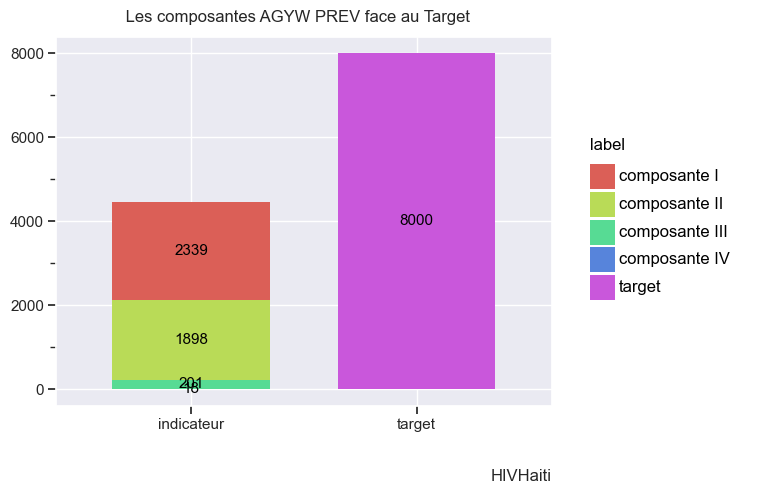 Les composantes AGYW PREV face au Target
8000
6000
4000
2000
0
2339
1898
201
18
8000
indicateur
target
label
composante I
composante II
composante III
composante IV
target
HIVHaiti